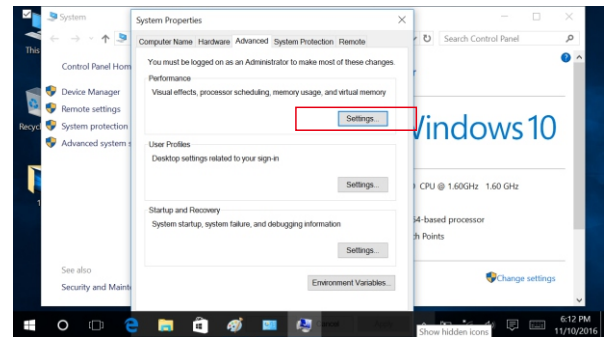 System
System Properties
Search Control Panel
Computer Name Hardware Advanced System Protection Remote
This
Control Panel Hom
You must be logged on as an Administrator to make most of these changes.
Performance
Visual effects, processor scheduling, memory usage, and virtual memory
Settings...
Device Manager
Remote settings
System protection
Advanced system s
Recycl
Windows 10
User Profiles
Desktop settings related to your sign-in
Settings...
CPU @ 1.60GHz 1.60 GHz
Startup and Recovery
System startup, system failure, and debugging information
Settings...
64-based processor
ch Points
See also
Security and Maint
Environment Variables...
Change settings
Cancel
Show hidden icons
6:12 PM
11/10/2016